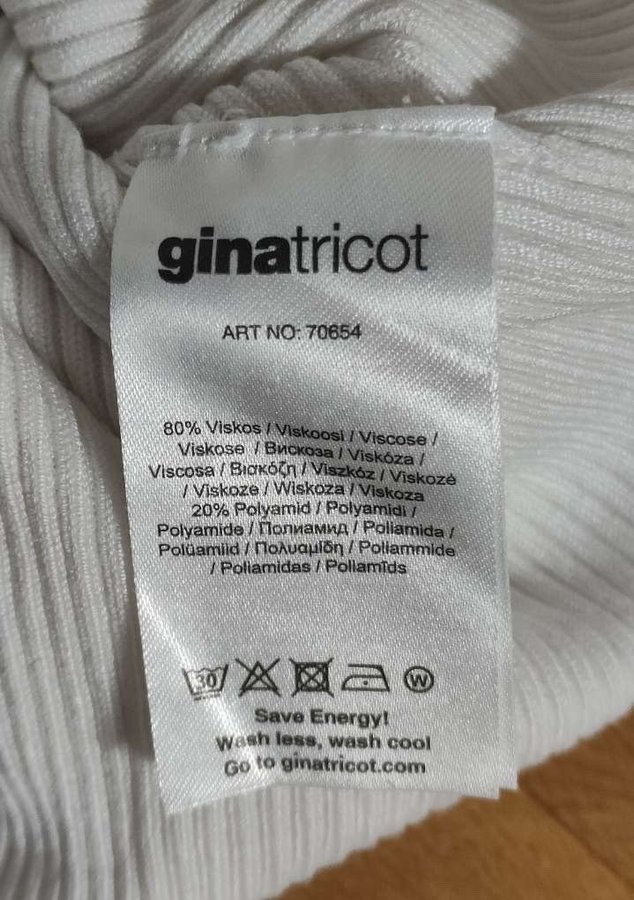 ginatricot
ART NO: 70654
80% Viskos / Viskoosi / Viscose /
Viskose / Вискоза / Viskóza /
Viscosa / Βισκόζη / Viszkóz / Viskozé
/ Viskoze / Wiskoza / Viskoza
20% Polyamid / Polyamidi /
Polyamide / Полиамид / Poliamida /
Polüamiid / Πολυαμίδη / Poliammide
/ Poliamidas / Poliamīds
30
W
Save Energy!
Wash less, wash cool
Go to ginatricot.com